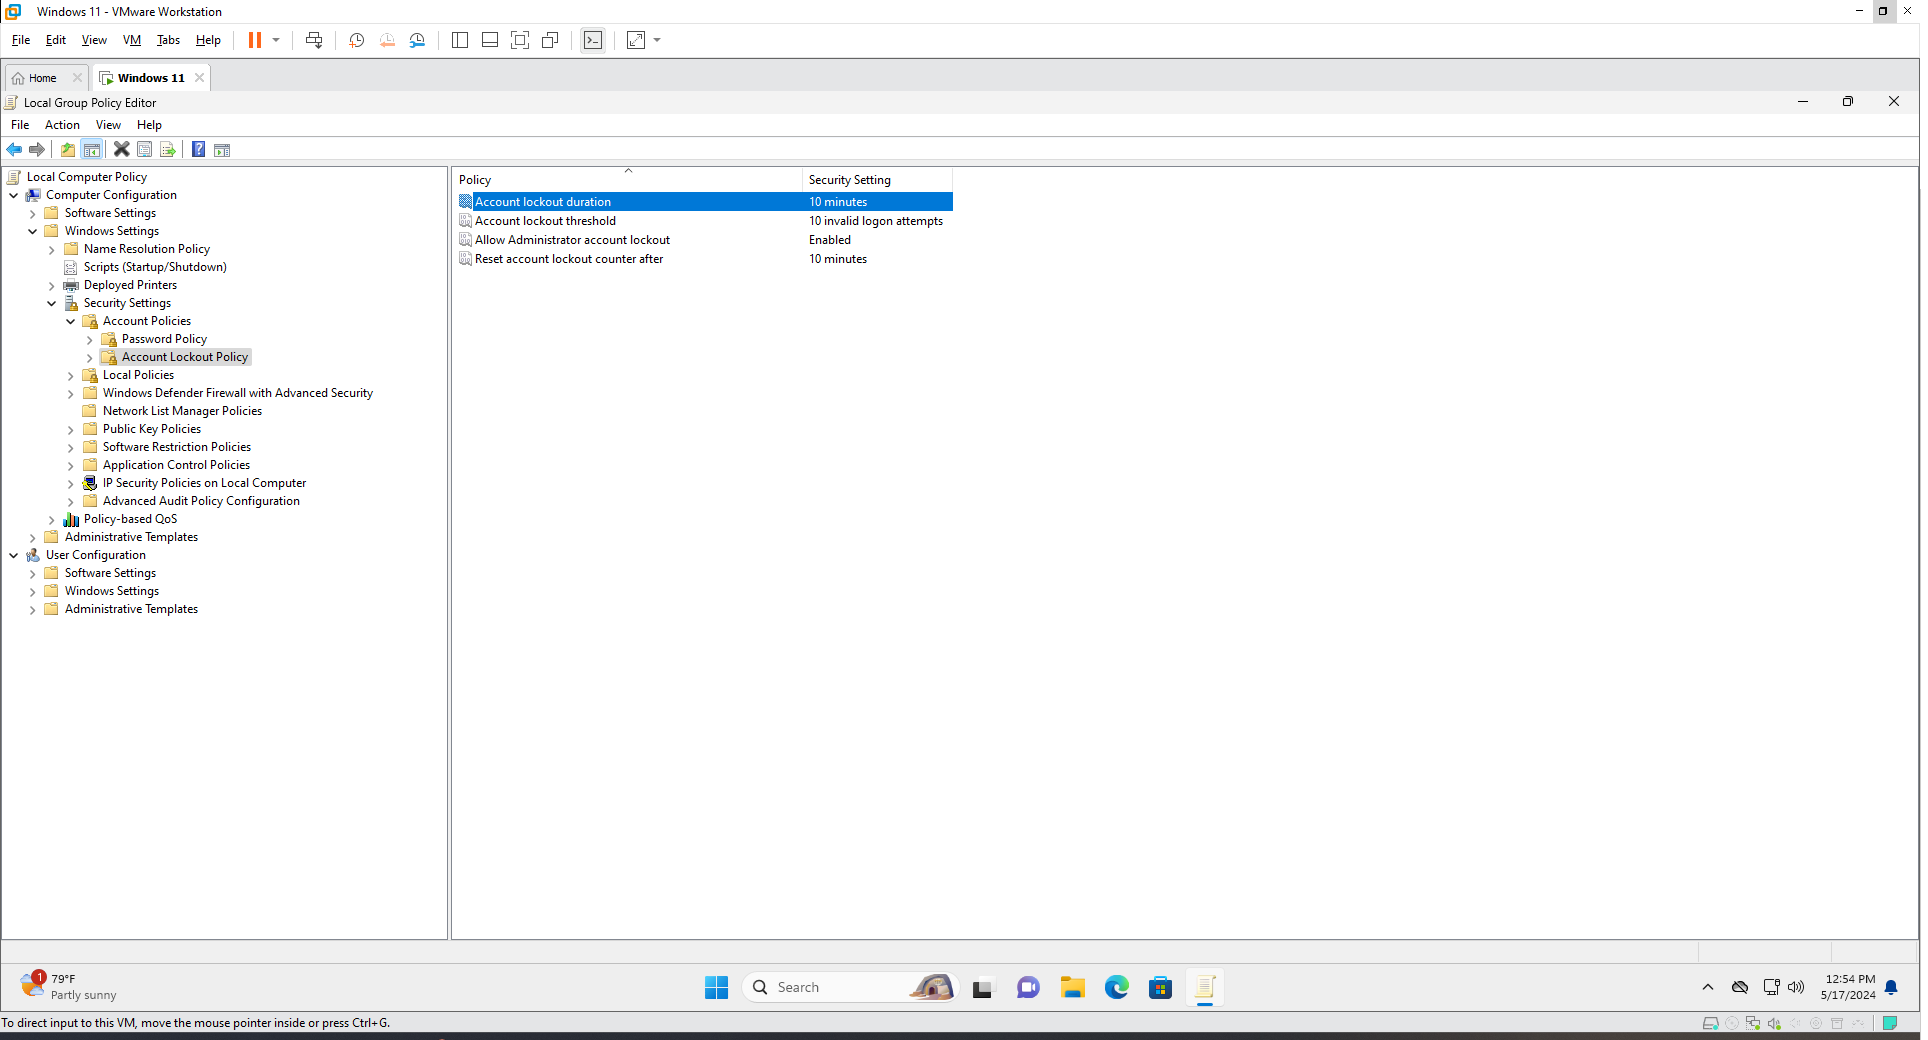 Windows 11 - VMware Workstation
File Edit View VM Tabs Help
Home Windows 11
Local Group Policy Editor
File Action View Help
Local Computer Policy
Computer Configuration
Software Settings
Windows Settings
Name Resolution Policy
Scripts (Startup/Shutdown)
Deployed Printers
Security Settings
Account Policies
Password Policy
Account Lockout Policy
Local Policies
Windows Defender Firewall with Advanced Security
Network List Manager Policies
Public Key Policies
Software Restriction Policies
Application Control Policies
IP Security Policies on Local Computer
Advanced Audit Policy Configuration
Policy-based QoS
Administrative Templates
User Configuration
Software Settings
Windows Settings
Administrative Templates
Policy Security Setting
Account lockout duration 10 minutes
Account lockout threshold 10 invalid logon attempts
Allow Administrator account lockout Enabled
Reset account lockout counter after 10 minutes
1
79°F
Partly sunny
Search
12:54 PM
5/17/2024
To direct input to this VM, move the mouse pointer inside or press Ctrl+G.